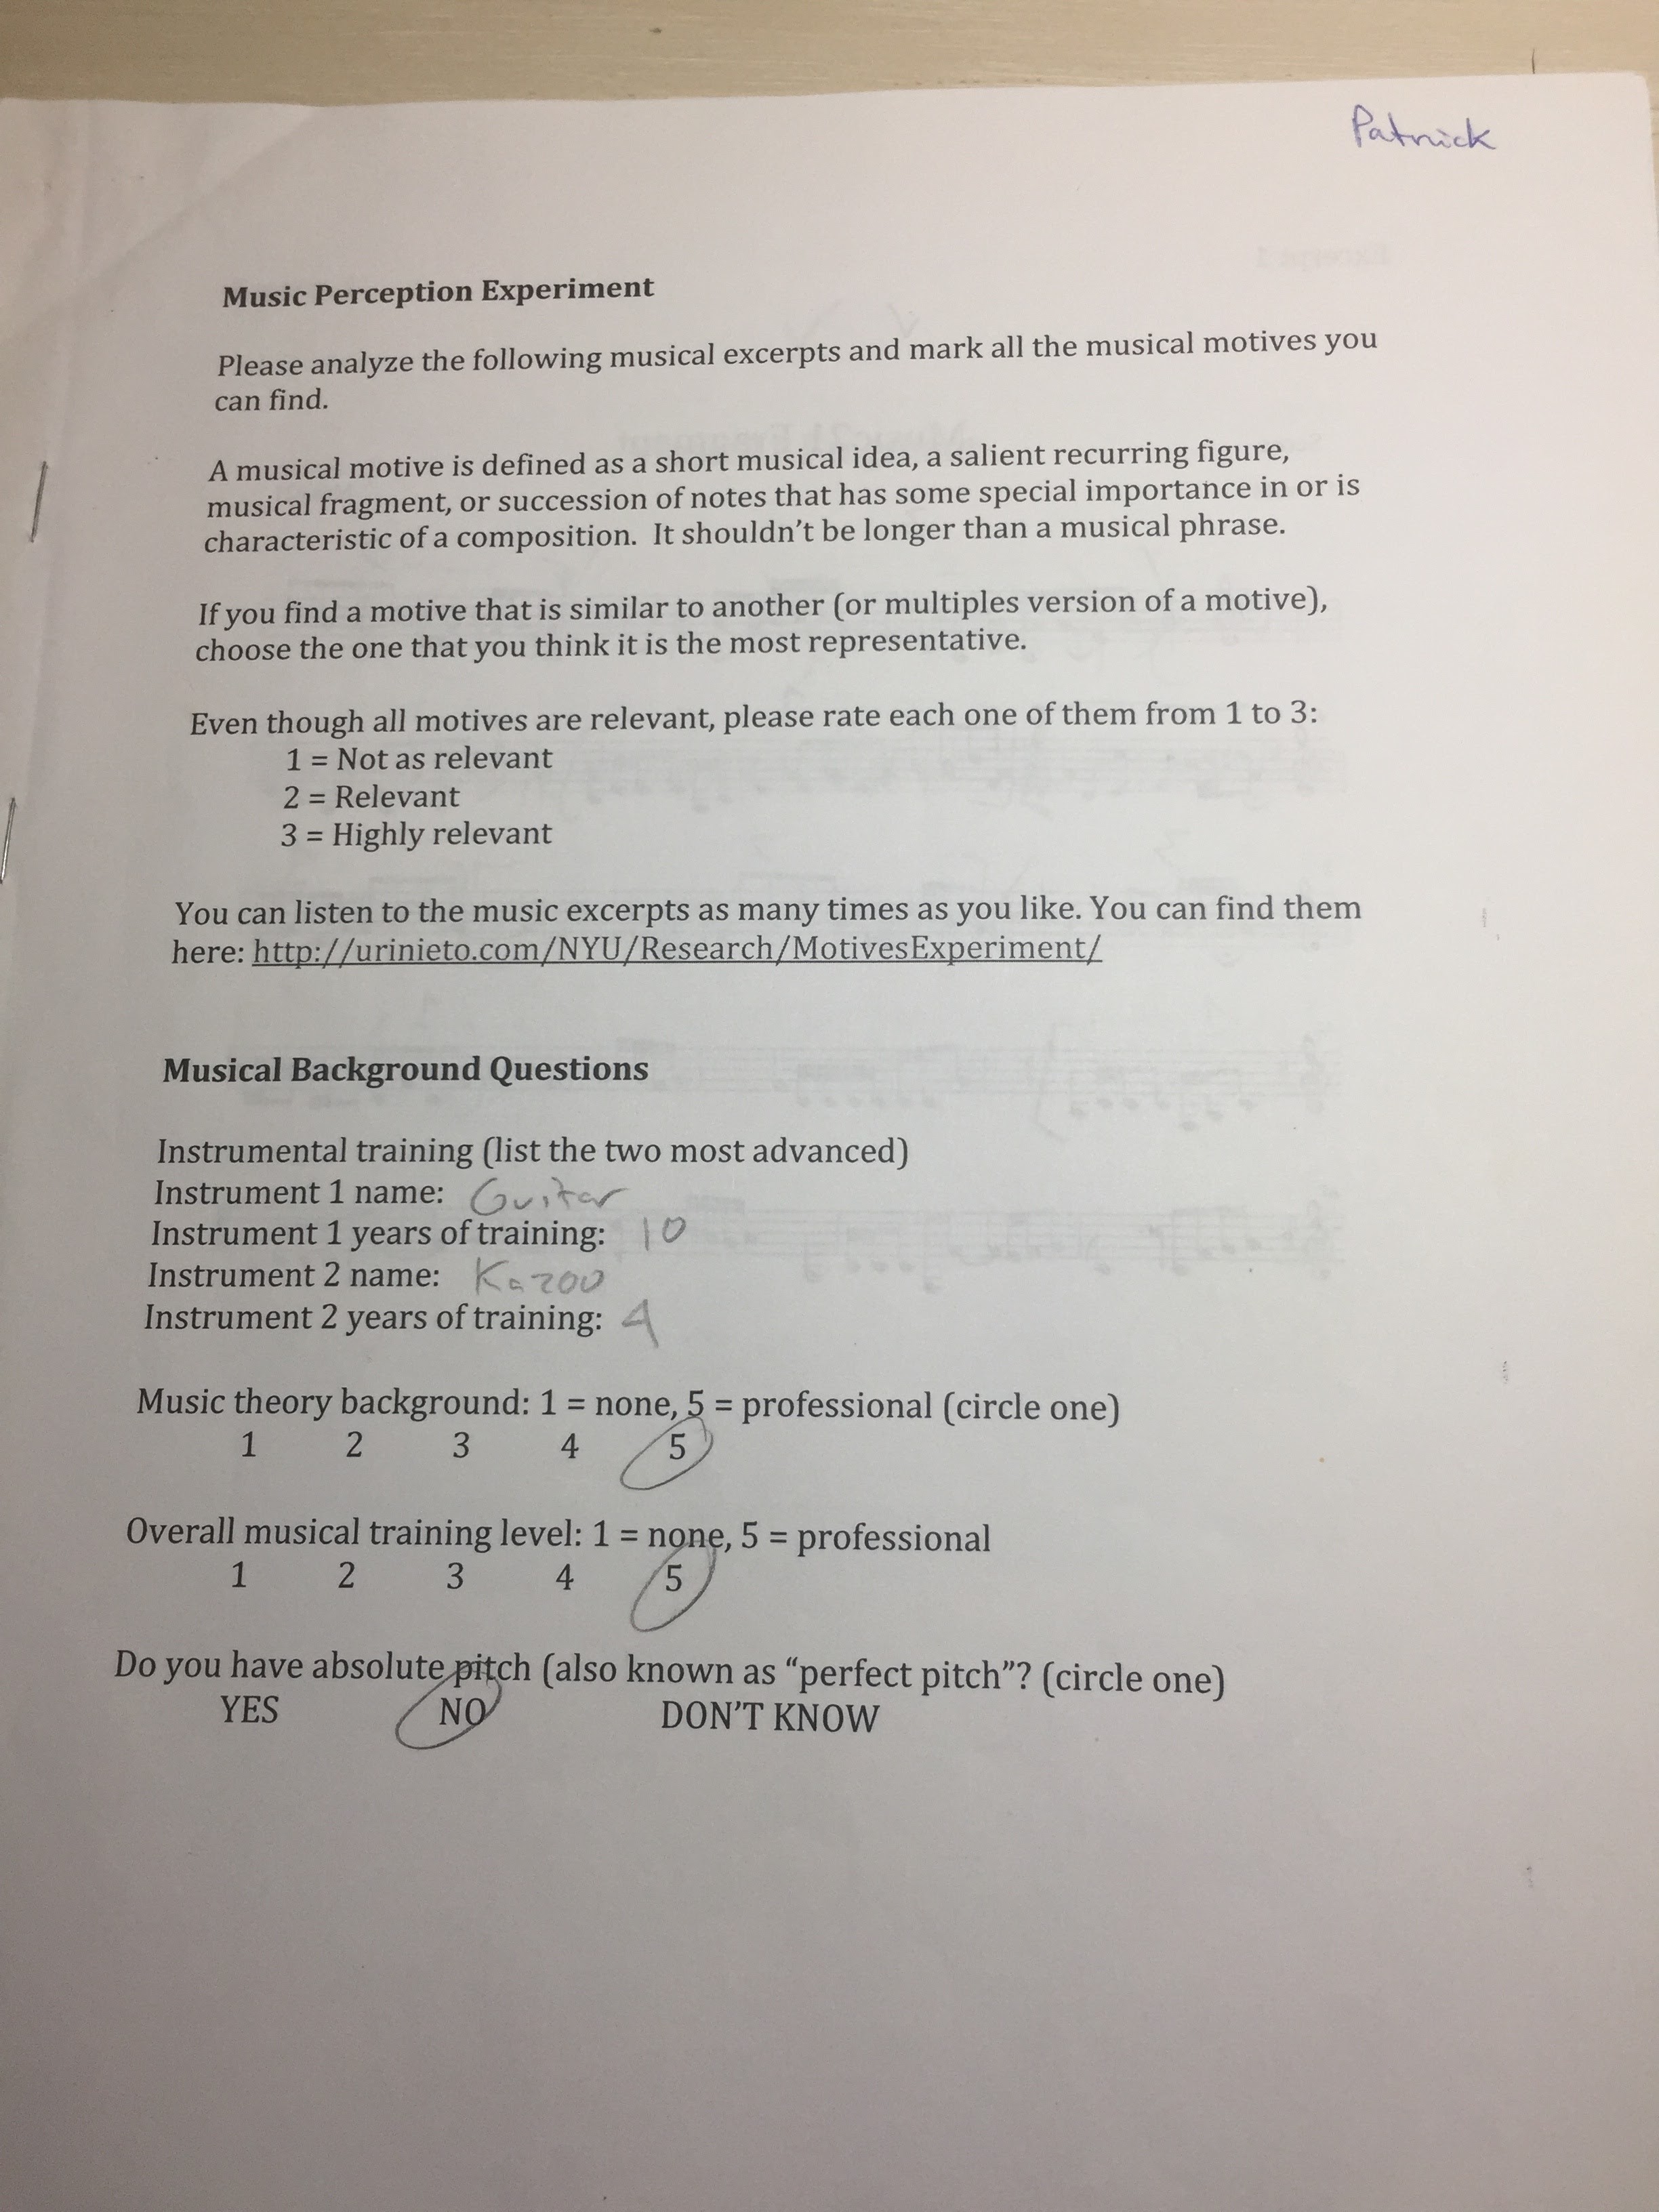 Patrick
Music Perception Experiment
Please analyze the following musical excerpts and mark all the musical motives you
can find.
A musical motive is defined as a short musical idea, a salient recurring figure,
musical fragment, or succession of notes that has some special importance in or is
characteristic of a composition. It shouldn't be longer than a musical phrase.
If you find a motive that is similar to another (or multiples version of a motive),
choose the one that you think it is the most representative.
Even though all motives are relevant, please rate each one of them from 1 to 3:
1 = Not as relevant
2 = Relevant
3 = Highly relevant
You can listen to the music excerpts as many times as you like. You can find them
here: http://urinieto.com/NYU/Research/MotivesExperiment/
Musical Background Questions
Instrumental training (list the two most advanced)
Instrument 1 name: Guitar
Instrument 1 years of training: 10
Instrument 2 name: Kazoo
Instrument 2 years of training: 4
Music theory background: 1 = none, 5 = professional (circle one)
1 2 3 4 5
Overall musical training level: 1 = none, 5 = professional
1 2 3 4 5
Do you have absolute pitch (also known as "perfect pitch"? (circle one)
YES NO DON'T KNOW